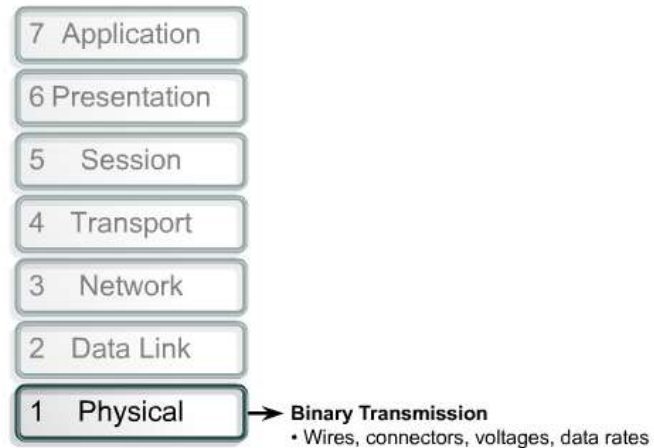 7 Application
6 Presentation
5 Session
4 Transport
3 Network
2 Data Link
1 Physical
Binary Transmission
• Wires, connectors, voltages, data rates